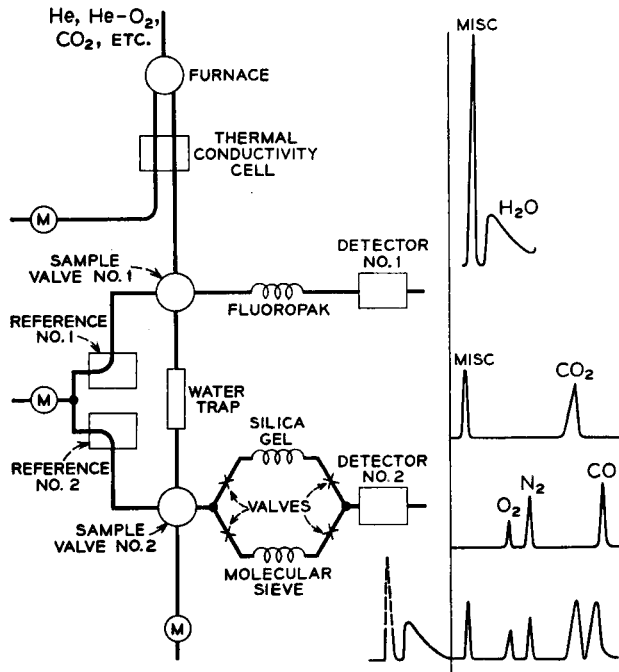 He, He-O₂,
CO₂, ETC.
FURNACE
THERMAL
CONDUCTIVITY
CELL
M
SAMPLE
VALVE NO.1
DETECTOR
NO.1
FLUOROPAK
REFERENCE
NO.1
M
WATER
TRAP
REFERENCE
NO.2
SILICA
GEL
VALVES
DETECTOR
NO.2
SAMPLE
VALVE NO.2
MOLECULAR
SIEVE
M
MISC
H₂O
MISC
CO₂
O₂
N₂
CO